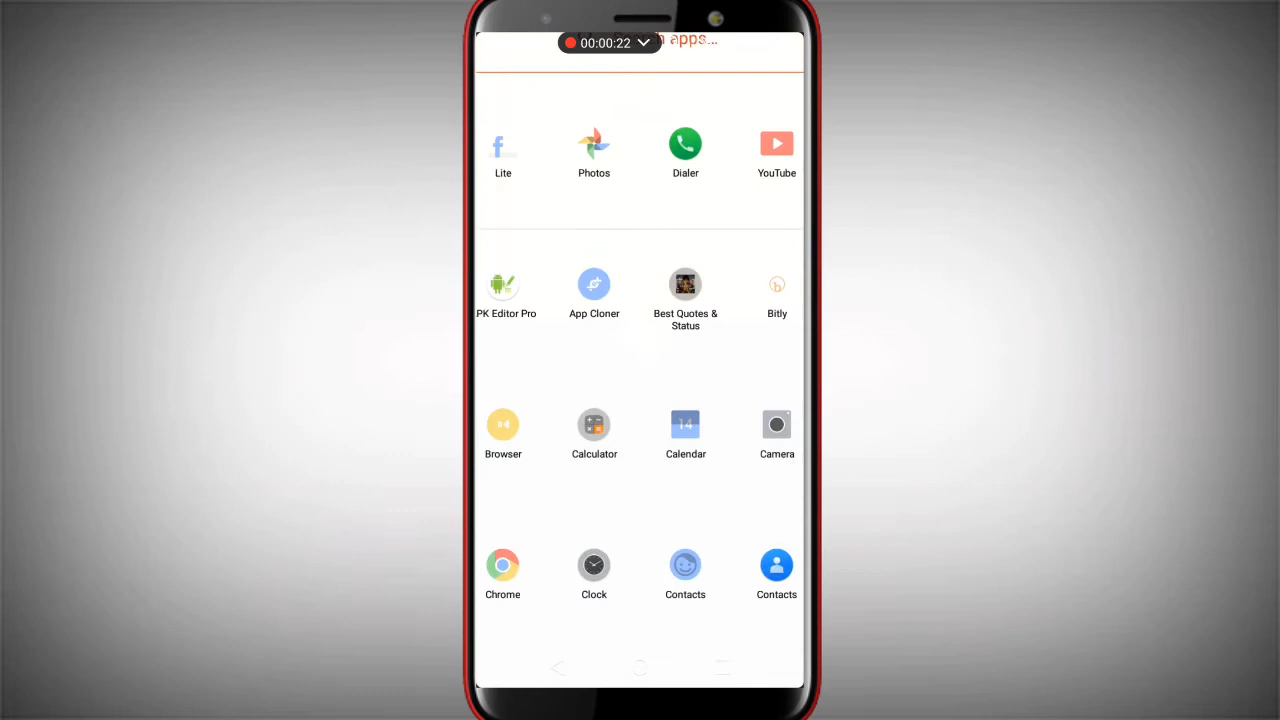 00:00:22
apps...
Lite
Photos
Dialer
YouTube
PK Editor Pro
App Cloner
Best Quotes &
Status
Bitly
Browser
Calculator
14
Calendar
Camera
Chrome
Clock
Contacts
Contacts